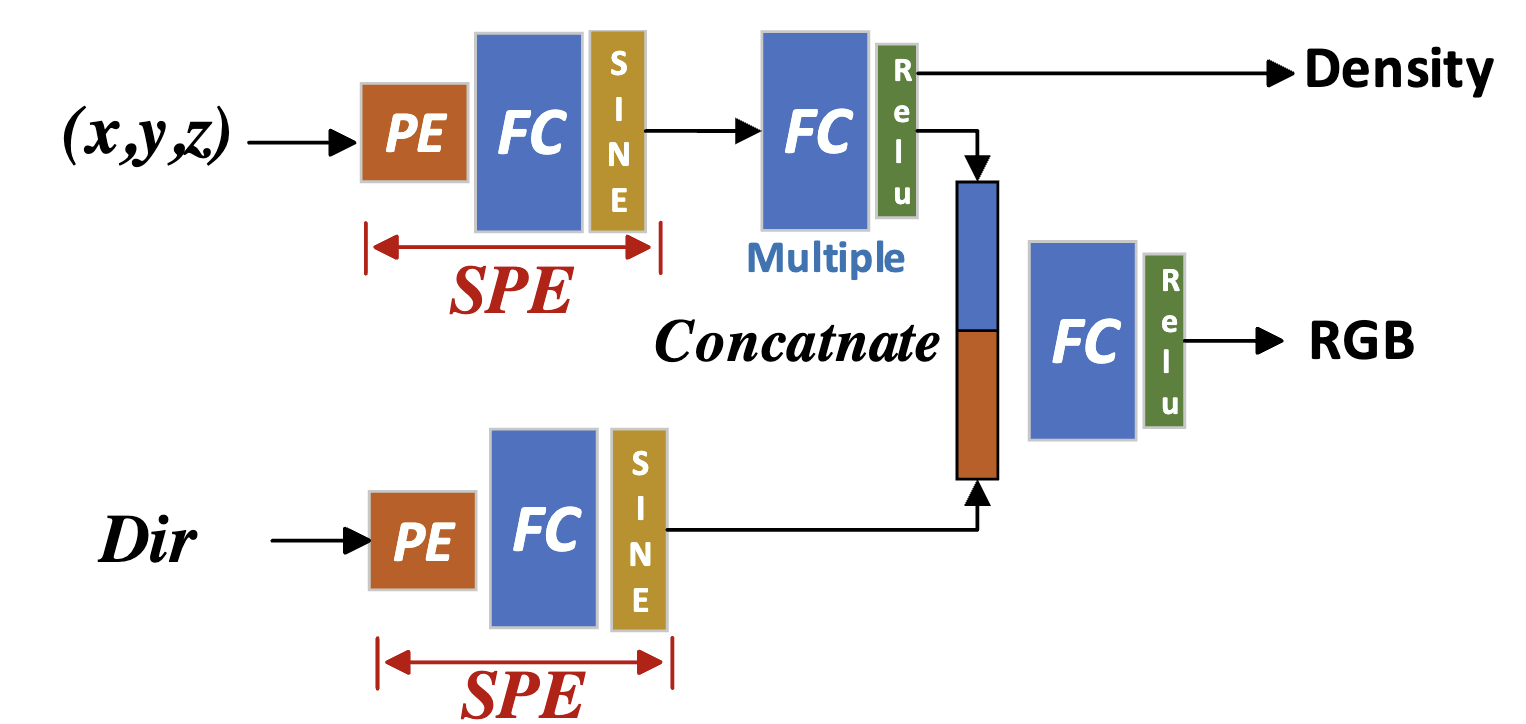 (x,y,z)
PE
FC
SINE
SPE
FC
Relu
Multiple
Density
Concatnate
FC
Relu
RGB
Dir
PE
FC
SINE
SPE